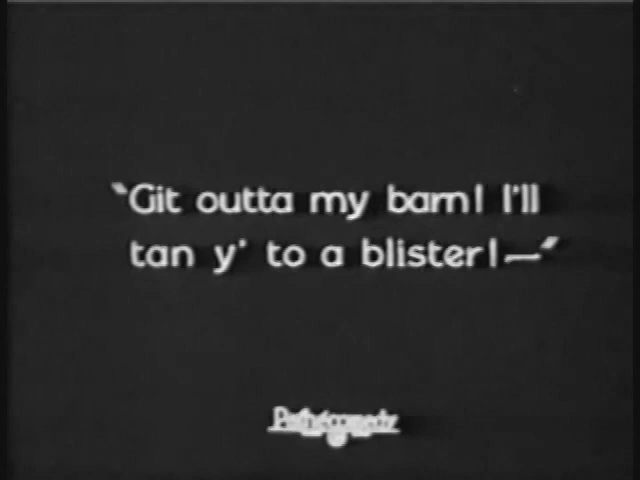 “Git outta my barn! I'll
tan y' to a blister!—”
Pathécomedy